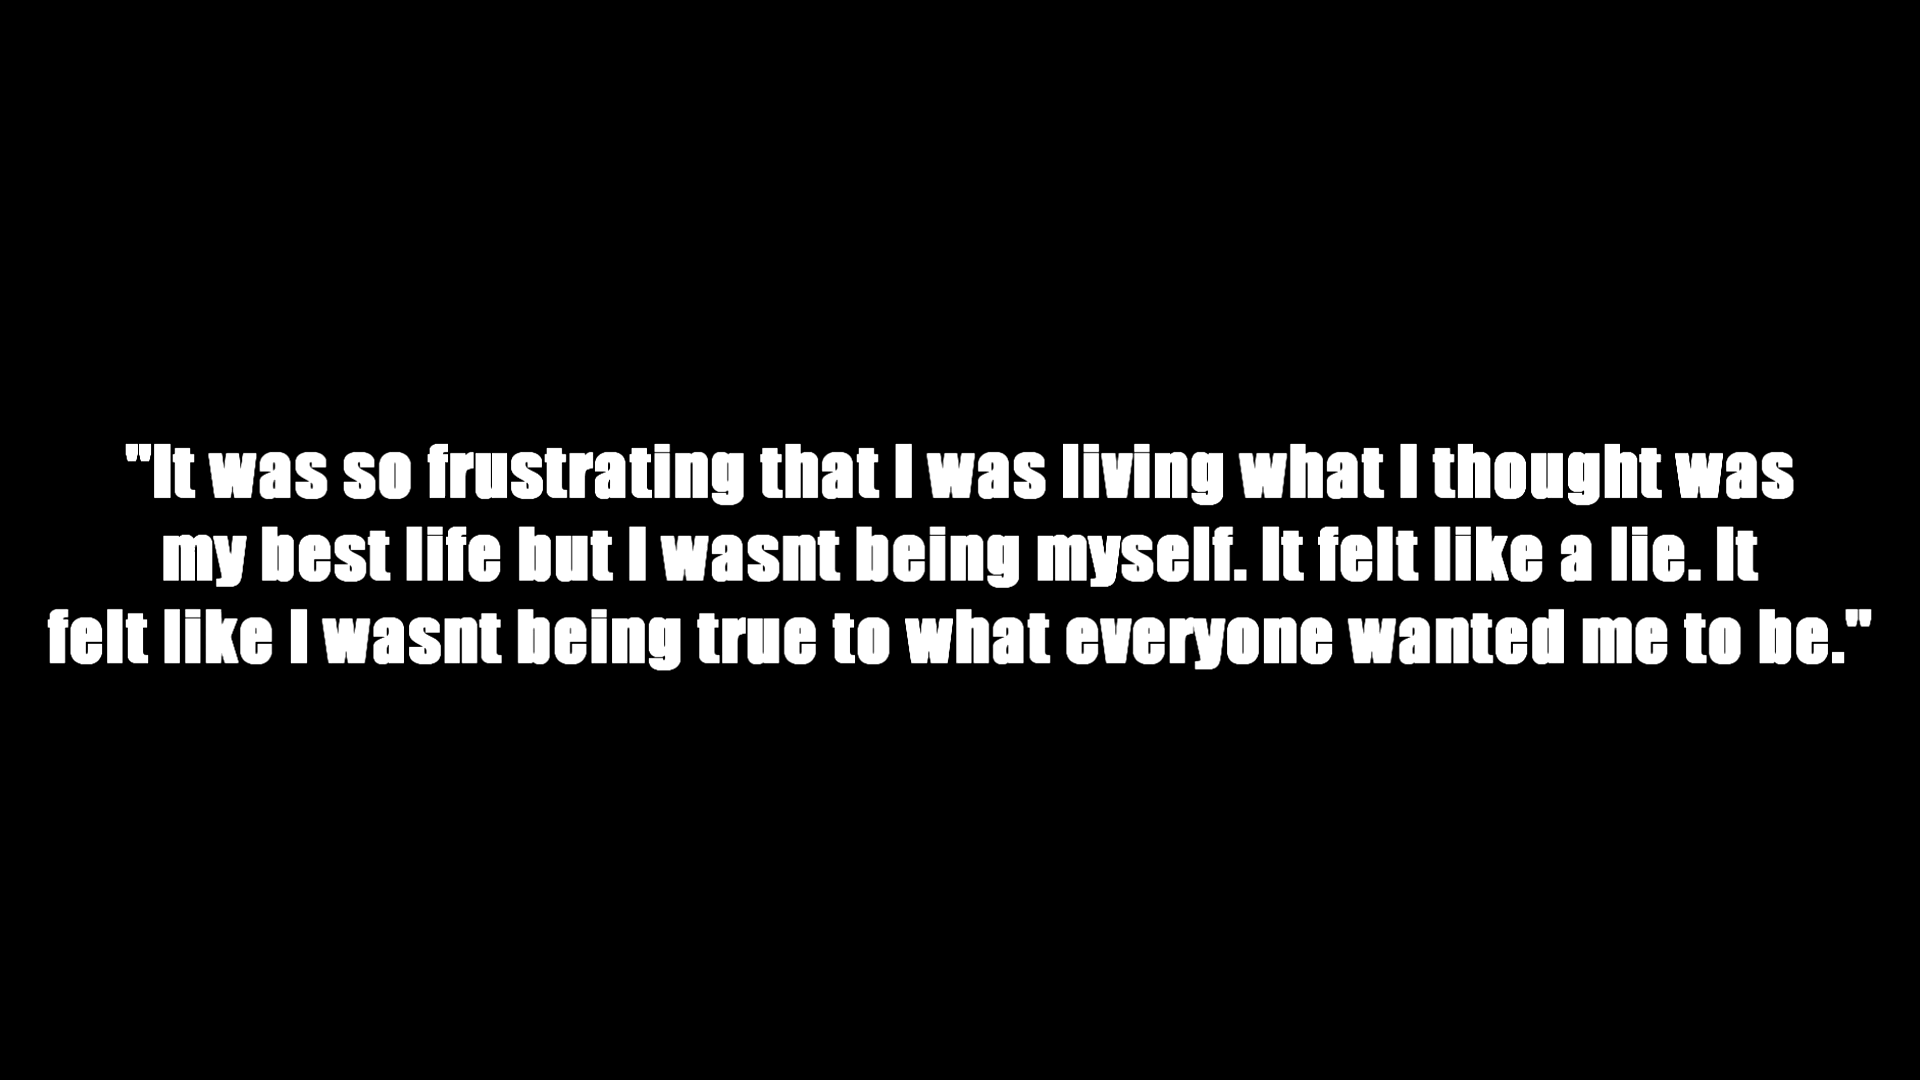 "It was so frustrating that I was living what I thought was
my best life but I wasnt being myself. It felt like a lie. It
felt like I wasnt being true to what everyone wanted me to be."